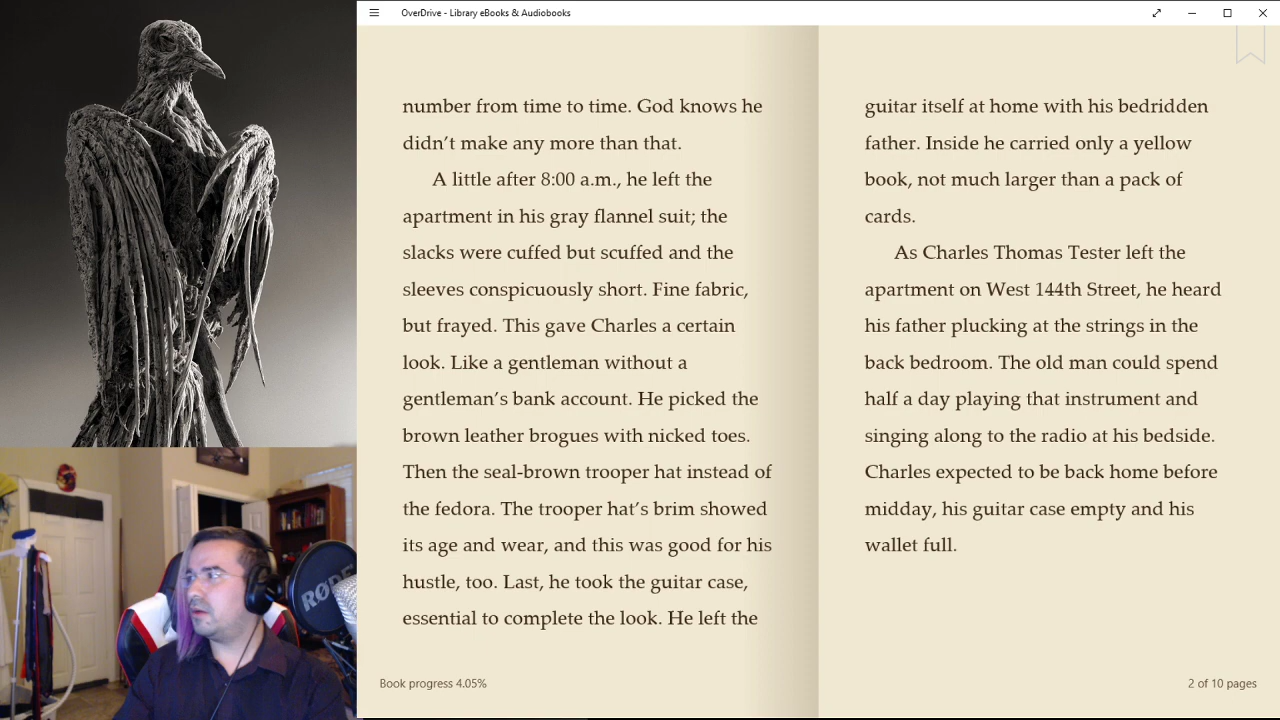 OverDrive - Library eBooks & Audiobooks
number from time to time. God knows he
didn’t make any more than that.
A little after 8:00 a.m., he left the
apartment in his gray flannel suit; the
slacks were cuffed but scuffed and the
sleeves conspicuously short. Fine fabric,
but frayed. This gave Charles a certain
look. Like a gentleman without a
gentleman’s bank account. He picked the
brown leather brogues with nicked toes.
Then the seal-brown trooper hat instead of
the fedora. The trooper hat’s brim showed
its age and wear, and this was good for his
hustle, too. Last, he took the guitar case,
essential to complete the look. He left the
guitar itself at home with his bedridden
father. Inside he carried only a yellow
book, not much larger than a pack of
cards.
As Charles Thomas Tester left the
apartment on West 144th Street, he heard
his father plucking at the strings in the
back bedroom. The old man could spend
half a day playing that instrument and
singing along to the radio at his bedside.
Charles expected to be back home before
midday, his guitar case empty and his
wallet full.
Book progress 4.05%
2 of 10 pages
RØDE